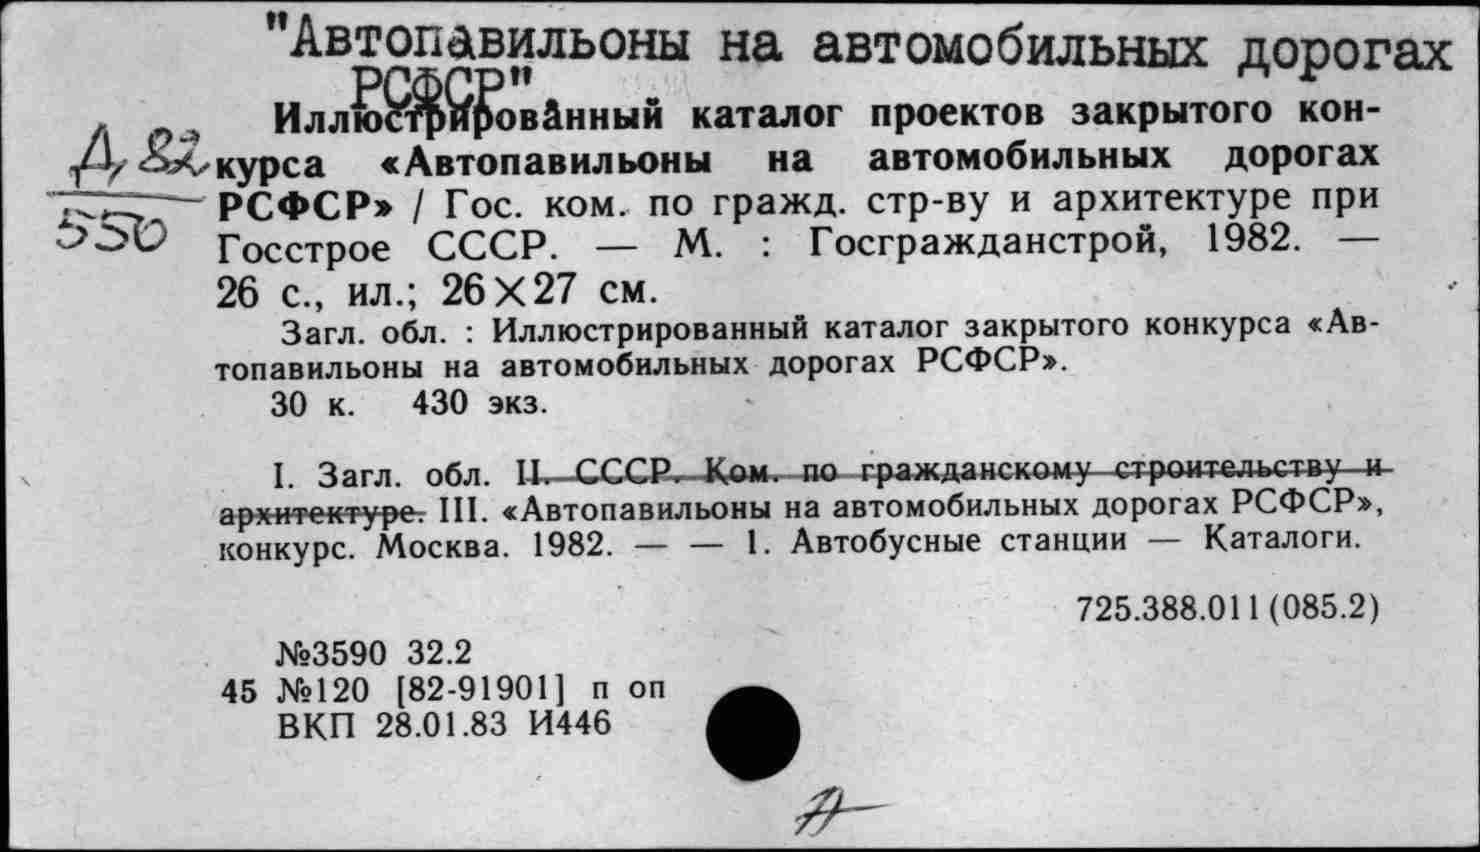 "Автопавильоны на автомобильных дорогах
РСФСР"
Иллюстрированный каталог проектов закрытого кон-
Д 82
550
курса «Автопавильоны на автомобильных дорогах
РСФСР» / Гос. ком. по гражд. стр-ву и архитектуре при
Госстрое СССР. — М. : Госгражданстрой, 1982. —
26 с., ил.; 26×27 см.
Загл. обл. : Иллюстрированный каталог закрытого конкурса «Ав-
топавильоны на автомобильных дорогах РСФСР».
30 к. 430 экз.
I. Загл. обл. II. СССР. Ком. по гражданскому строительству и
архитектуре. III. «Автопавильоны на автомобильных дорогах РСФСР»,
конкурс. Москва. 1982. — — 1. Автобусные станции — Каталоги.
725.388.011(085.2)
№3590 32.2
45 №120 [82-91901] п оп
ВКП 28.01.83 И446